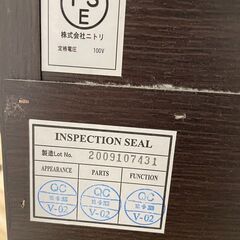 PS
E
株式会社ニトリ
定格電圧 100V
INSPECTION SEAL
製造Lot No. 2009107431
APPEARANCE PARTS FUNCTION
QC QC QC
V-02 V-02 V-02